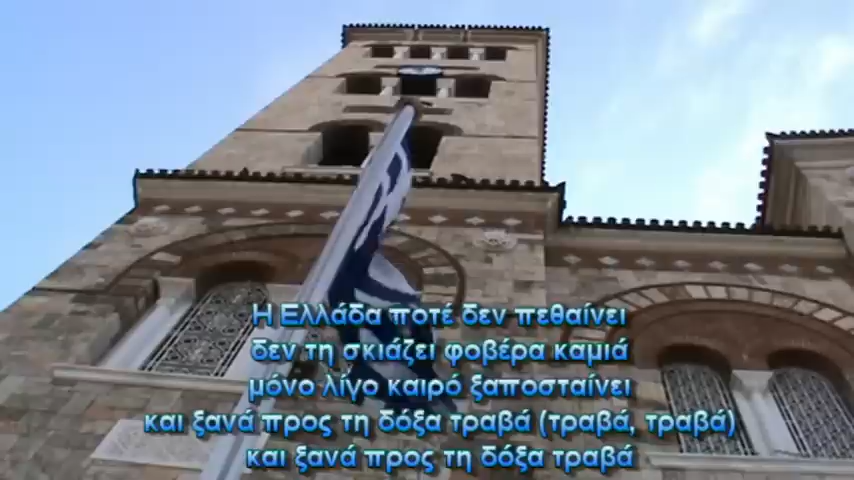 Η Ελλάδα ποτέ δεν πεθαίνει
δεν τη σκιάζει φοβέρα καμιά
μόνο λίγο καιρό ξαποσταίνει
και ξανά προς τη δόξα τραβά (τραβά, τραβά)
και ξανά προς τη δόξα τραβά